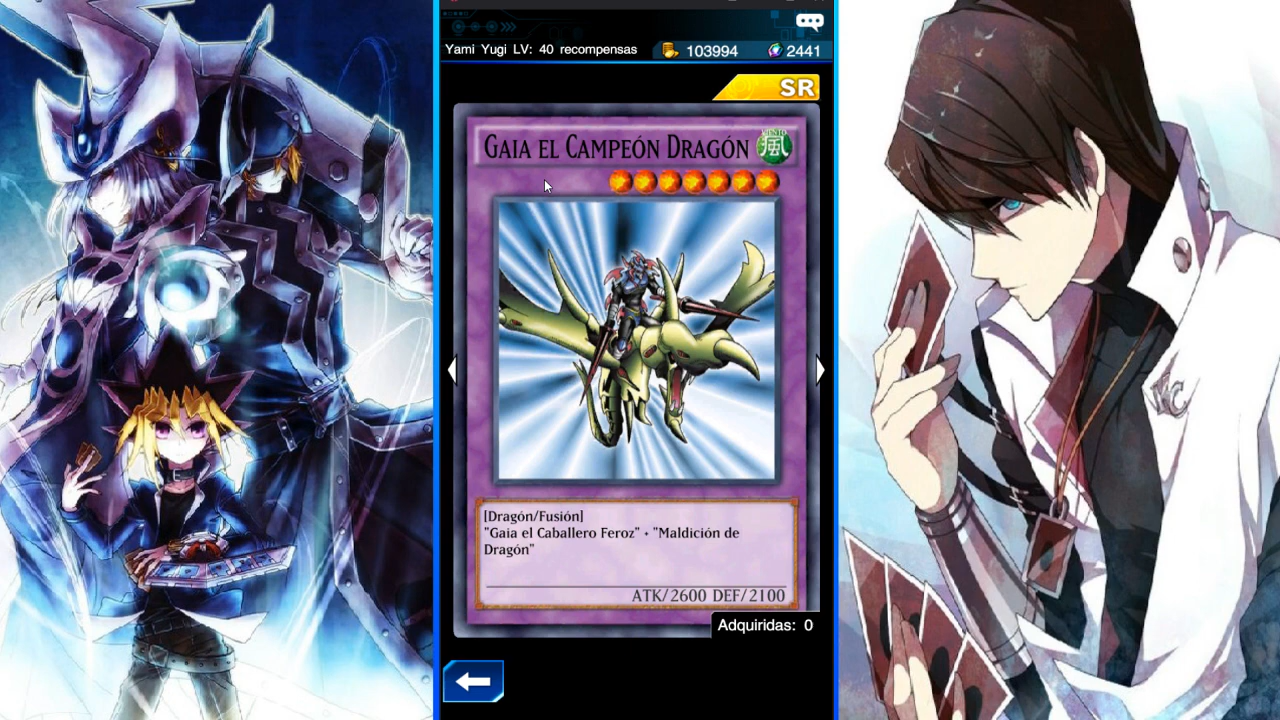 Yami Yugi LV: 40 recompensas
103994
2441
SR
GAIA EL CAMPEÓN DRAGÓN
VIENTO
風
[Dragón/Fusión]
"Gaia el Caballero Feroz" + "Maldición de
Dragón"
ATK/2600 DEF/2100
Adquiridas: 0